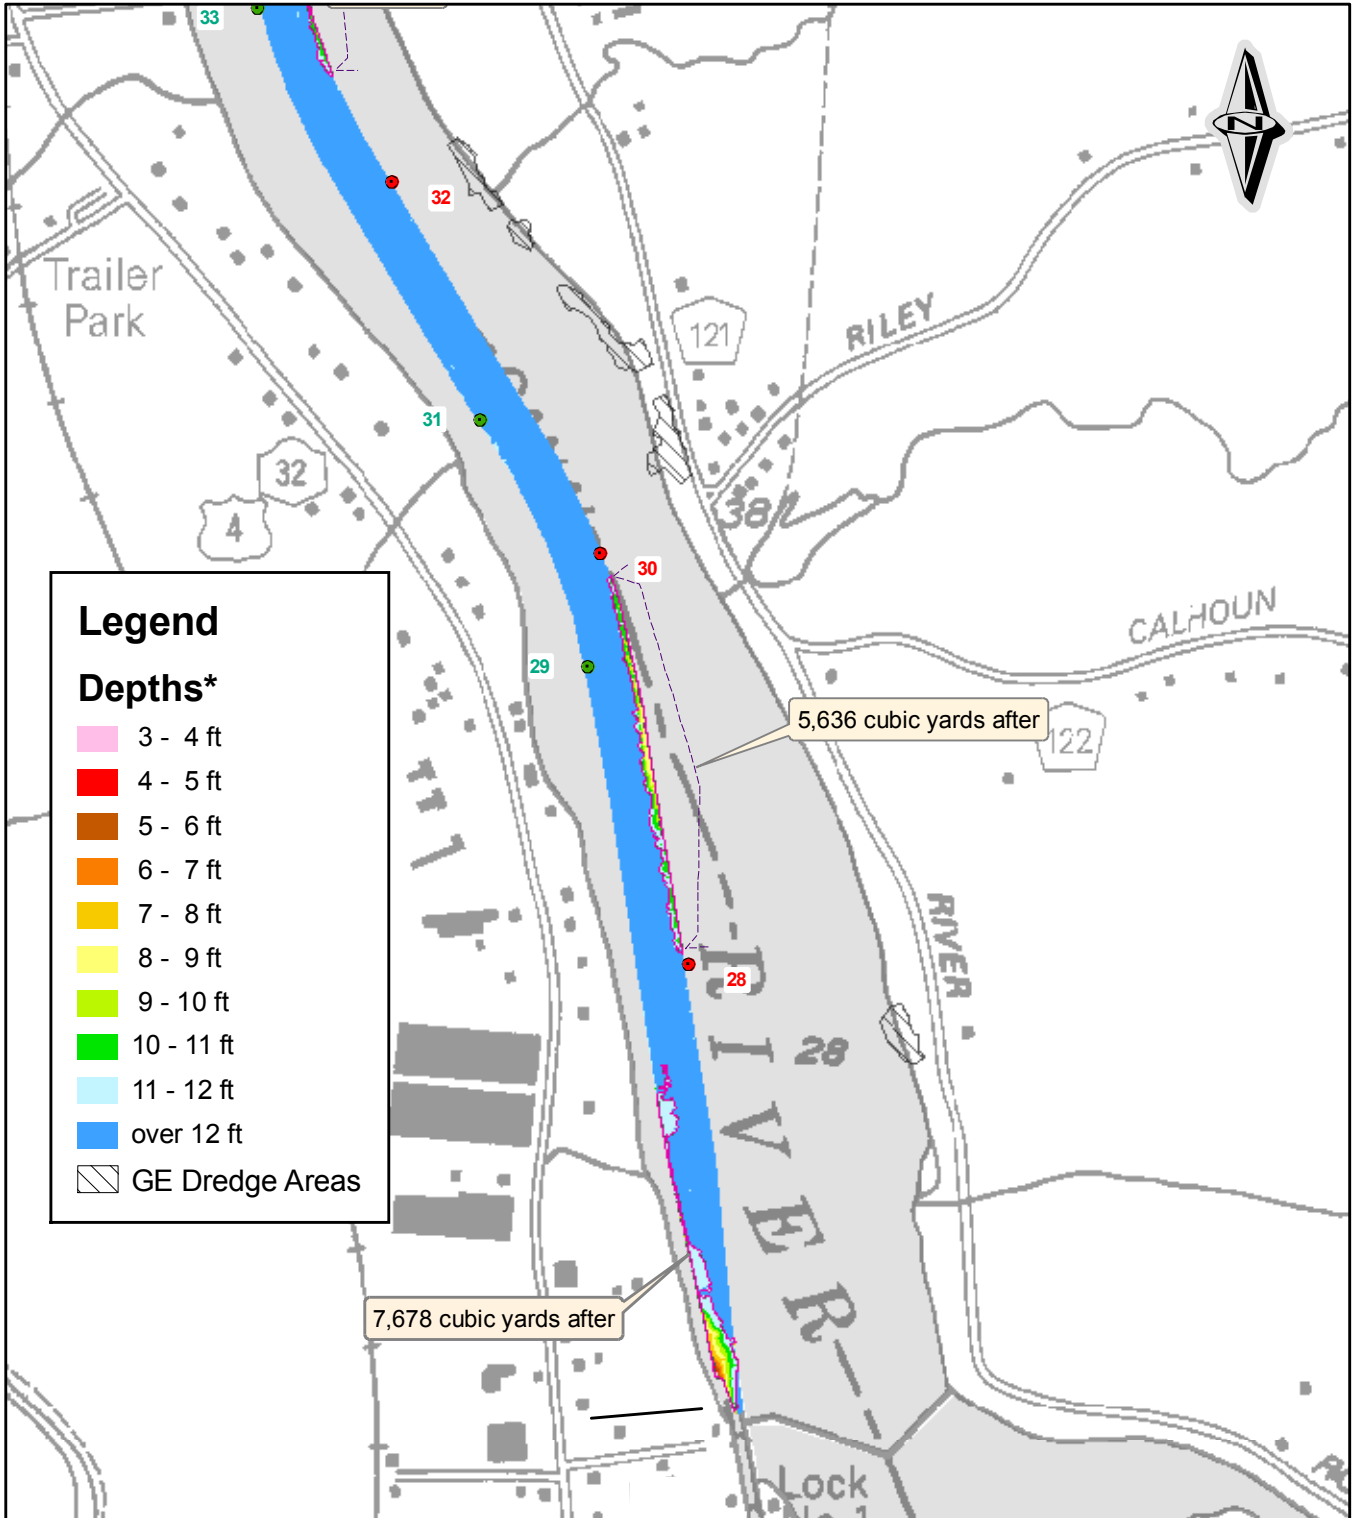 33
N
32
Trailer
Park
121
RILEY
31
32
4
38
30
CALHOUN
Legend
Depths*
29
5,636 cubic yards after
122
3 - 4 ft
4 - 5 ft
5 - 6 ft
6 - 7 ft
7 - 8 ft
8 - 9 ft
9 - 10 ft
10 - 11 ft
11 - 12 ft
over 12 ft
GE Dredge Areas
RIVER
28
28
RIVER
7,678 cubic yards after
Lock
No 1